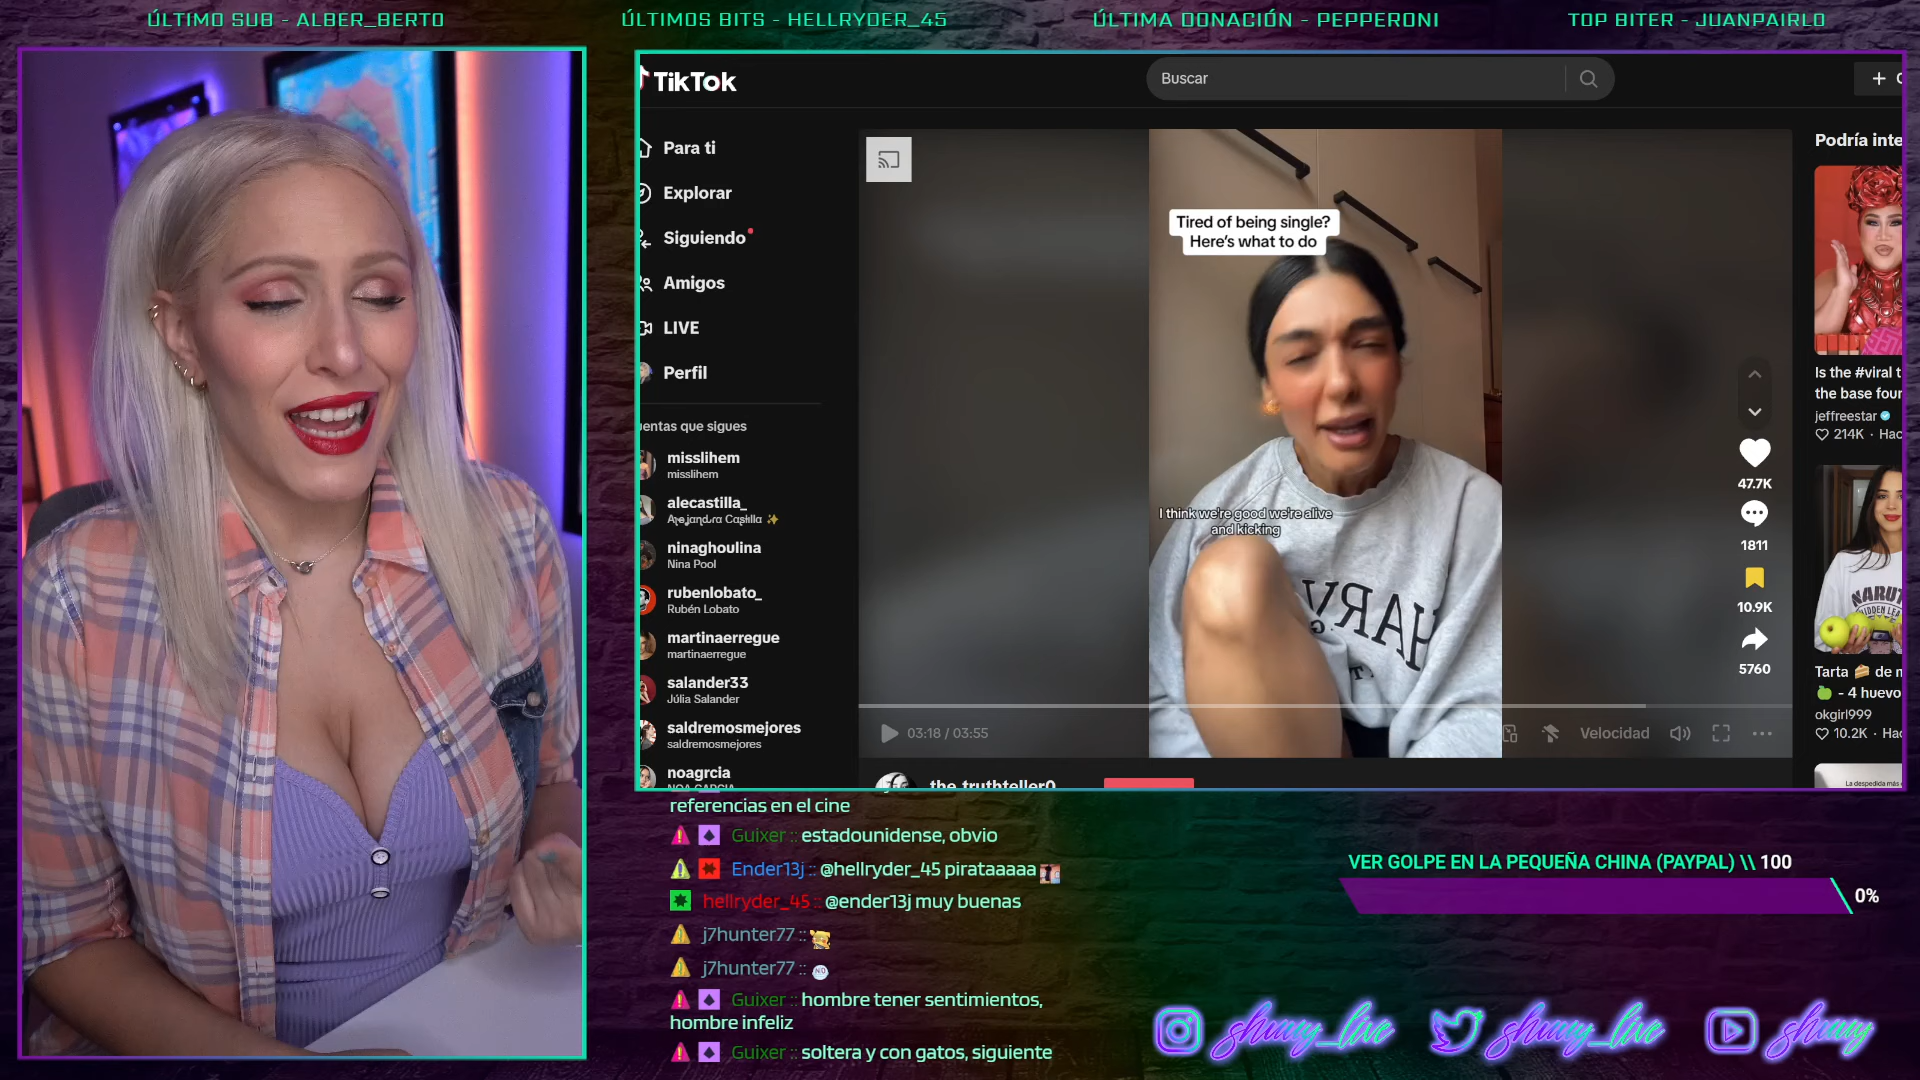 ÚLTIMO SUB - ALBER_BERTO
ÚLTIMOS BITS - HELLRYDER_45
ÚLTIMA DONACIÓN - PEPPERONI
TOP BITER - JUANPAIRLO
TikTok
Buscar
Para ti
Explorar
Siguiendo
Amigos
LIVE
Perfil
entas que sigues
misslihem
misslihem
alecastilla_
ninaghoulina
Nina Pool
rubenlobato_
Rubén Lobato
martinaerregue
martinaerregue
salander33
Júlia Salander
saldremosmejores
saldremosmejores
noagrcia
Tired of being single?
Here's what to do
I think we're good we're alive
and kicking
HARV
03:18 / 03:55
Velocidad
47.7K
1811
10.9K
5760
the_truthteller0
Podría inte
Is the #viral t
the base four
jeffreestar
214K · Hac
NARUT
Tarta 🍰 de m
🍏 - 4 huevo
okgirl999
10.2K · Hac
referencias en el cine
Guixer :: estadounidense, obvio
Ender13j :: @hellryder_45 pirataaaaa
hellryder_45 :: @ender13j muy buenas
j7hunter77 ::
j7hunter77 :: NO
Guixer :: hombre tener sentimientos,
hombre infeliz
Guixer :: soltera y con gatos, siguiente
VER GOLPE EN LA PEQUEÑA CHINA (PAYPAL) \\ 100
0%